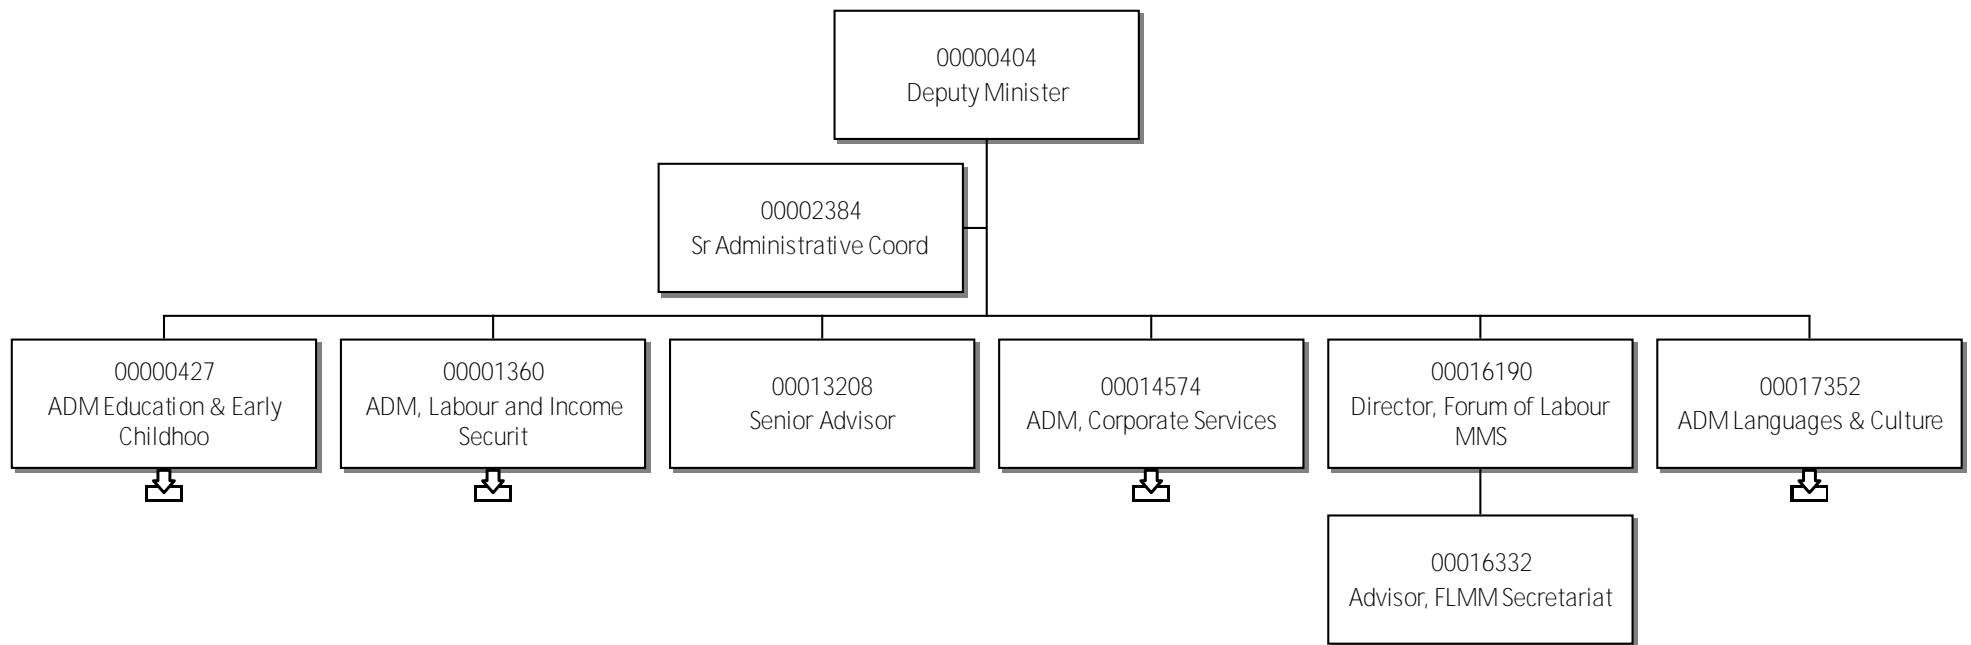 00000404
Deputy Minister
00002384
Sr Administrative Coord
00000427
ADM Education & Early
Childhoo
00001360
ADM, Labour and Income
Securit
00013208
Senior Advisor
00014574
ADM, Corporate Services
00016190
Director, Forum of Labour
MMS
00017352
ADM Languages & Culture
00016332
Advisor, FLMM Secretariat